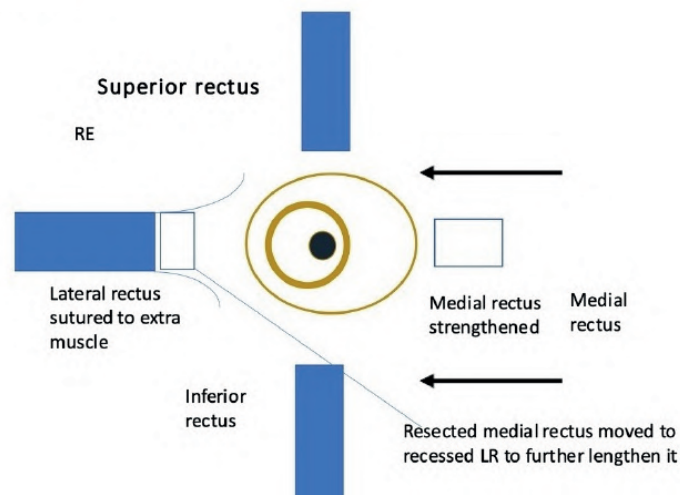 Superior rectus
RE
Lateral rectus
sutured to extra
muscle
Medial rectus
strengthened
Medial
rectus
Inferior
rectus
Resected medial rectus moved to
recessed LR to further lengthen it